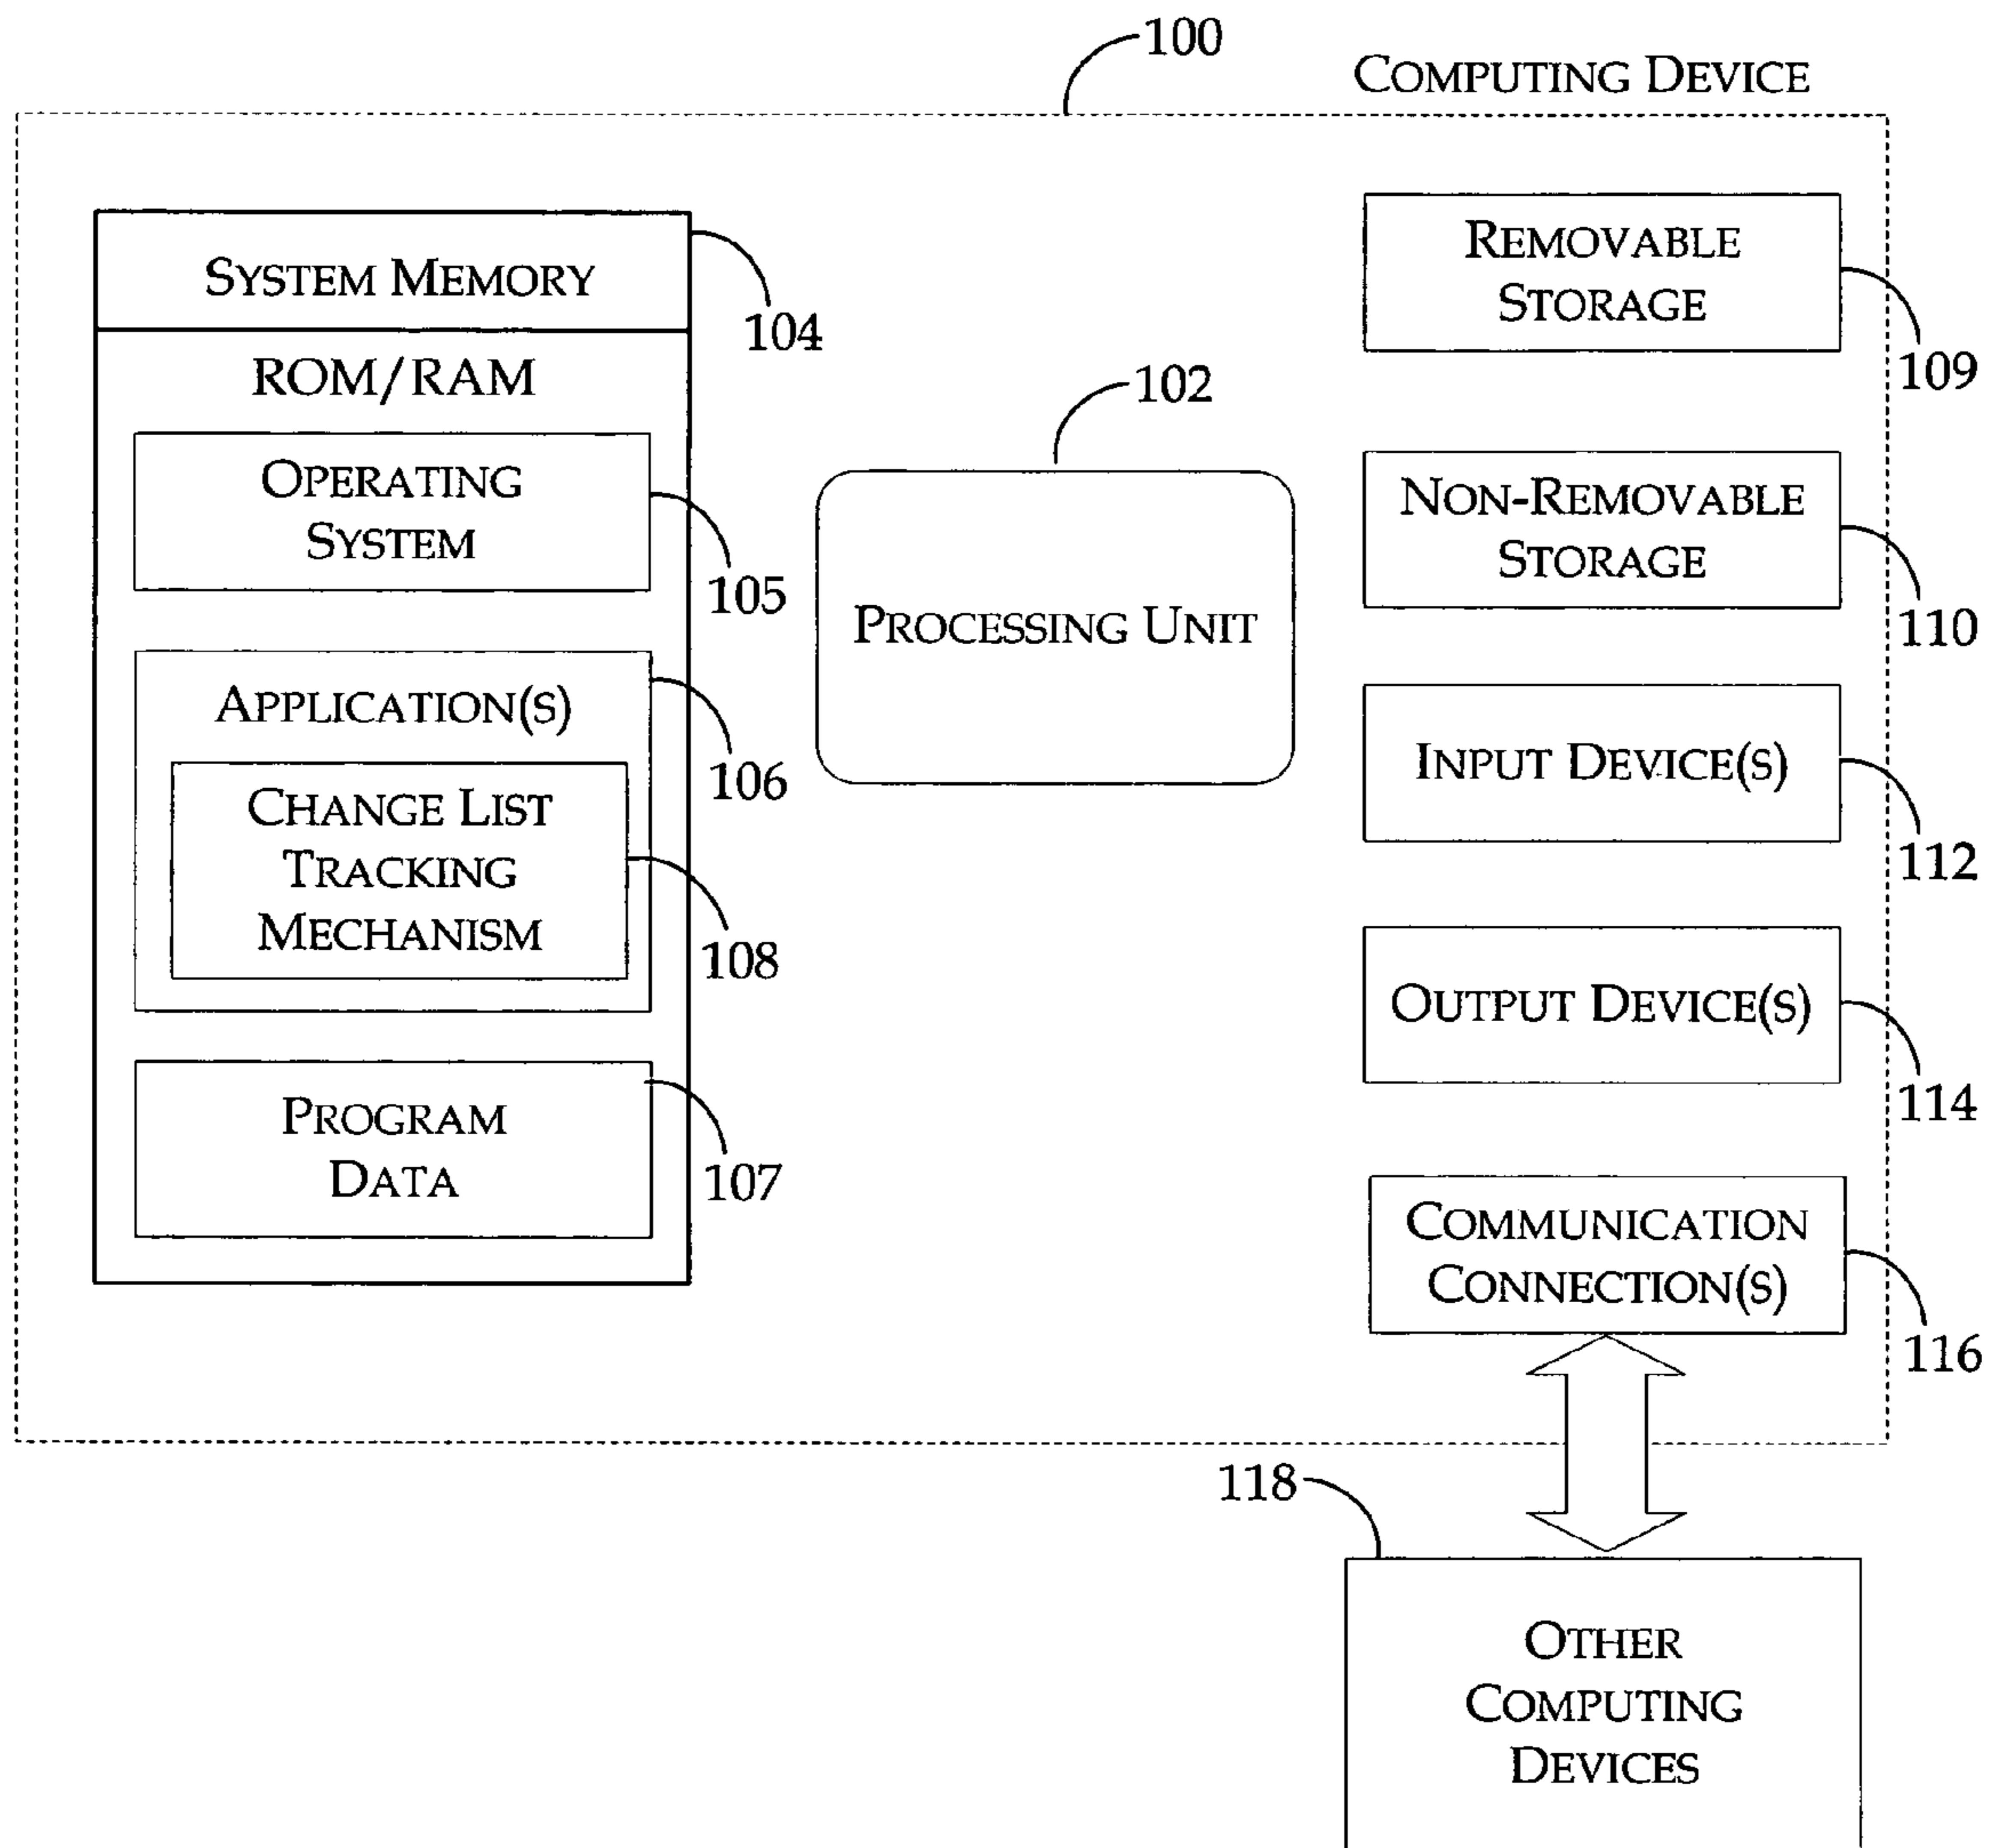 100
COMPUTING DEVICE
SYSTEM MEMORY
104
ROM/RAM
OPERATING
SYSTEM
105
APPLICATION(S)
106
CHANGE LIST
TRACKING
MECHANISM
108
PROGRAM
DATA
107
102
PROCESSING UNIT
REMOVABLE
STORAGE
109
NON-REMOVABLE
STORAGE
110
INPUT DEVICE(S)
112
OUTPUT DEVICE(S)
114
COMMUNICATION
CONNECTION(S)
116
118
OTHER
COMPUTING
DEVICES